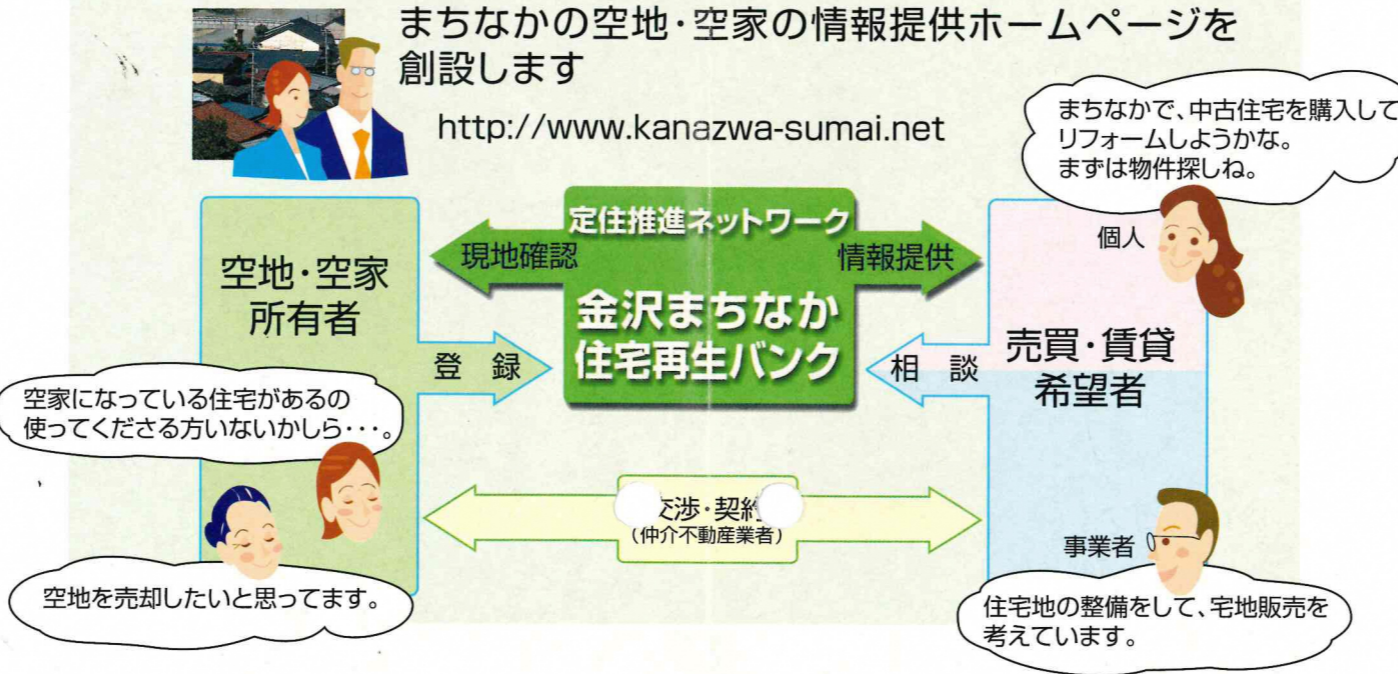 まちなかの空地・空家の情報提供ホームページを
創設します
http://www.kanazwa-sumai.net
まちなかで、中古住宅を購入して
リフォームしようかな。
まずは物件探しね。
定住推進ネットワーク
現地確認
情報提供
個人
空地・空家
所有者
金沢まちなか
住宅再生バンク
登 録
相 談
売買・賃貸
希望者
空家になっている住宅があるの
使ってくださる方いないかしら・・・。
交渉・契約
(仲介不動産業者)
事業者
空地を売却したいと思ってます。
住宅地の整備をして、宅地販売を
考えています。